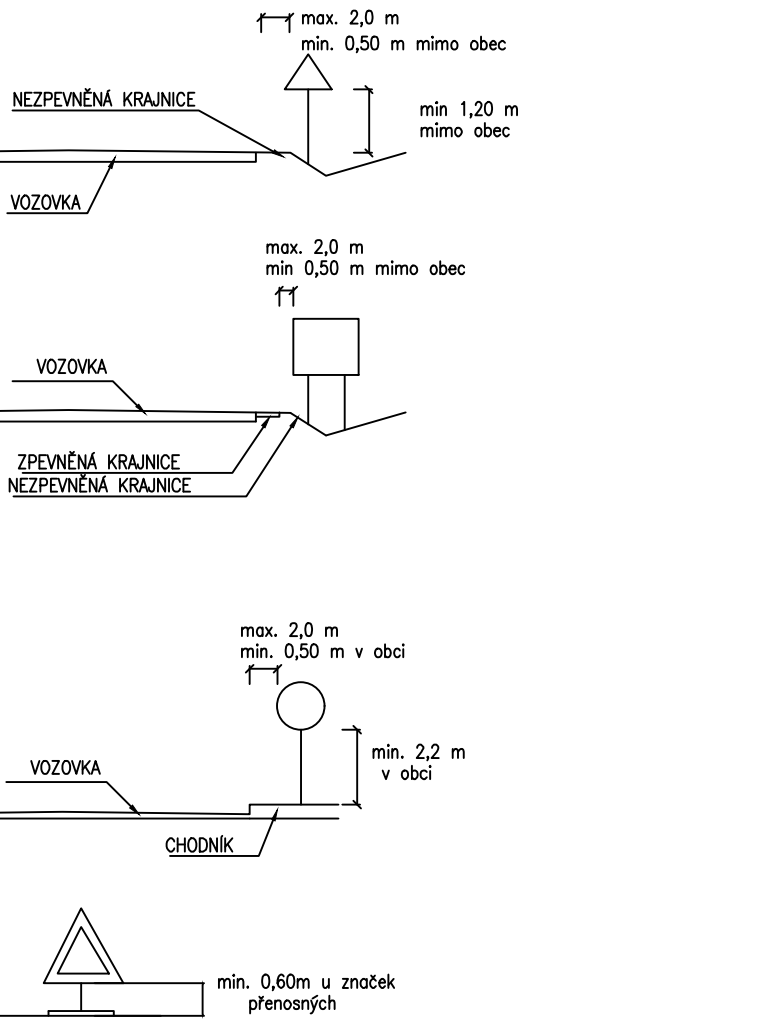 max. 2,0 m
min. 0,50 m mimo obec
NEZPEVNĚNÁ KRAJNICE
min 1,20 m
mimo obec
VOZOVKA
max. 2,0 m
min 0,50 m mimo obec
VOZOVKA
ZPEVNĚNÁ KRAJNICE
NEZPEVNĚNÁ KRAJNICE
max. 2,0 m
min. 0,50 m v obci
min. 2,2 m
v obci
VOZOVKA
CHODNÍK
min. 0,60m u značek
přenosných